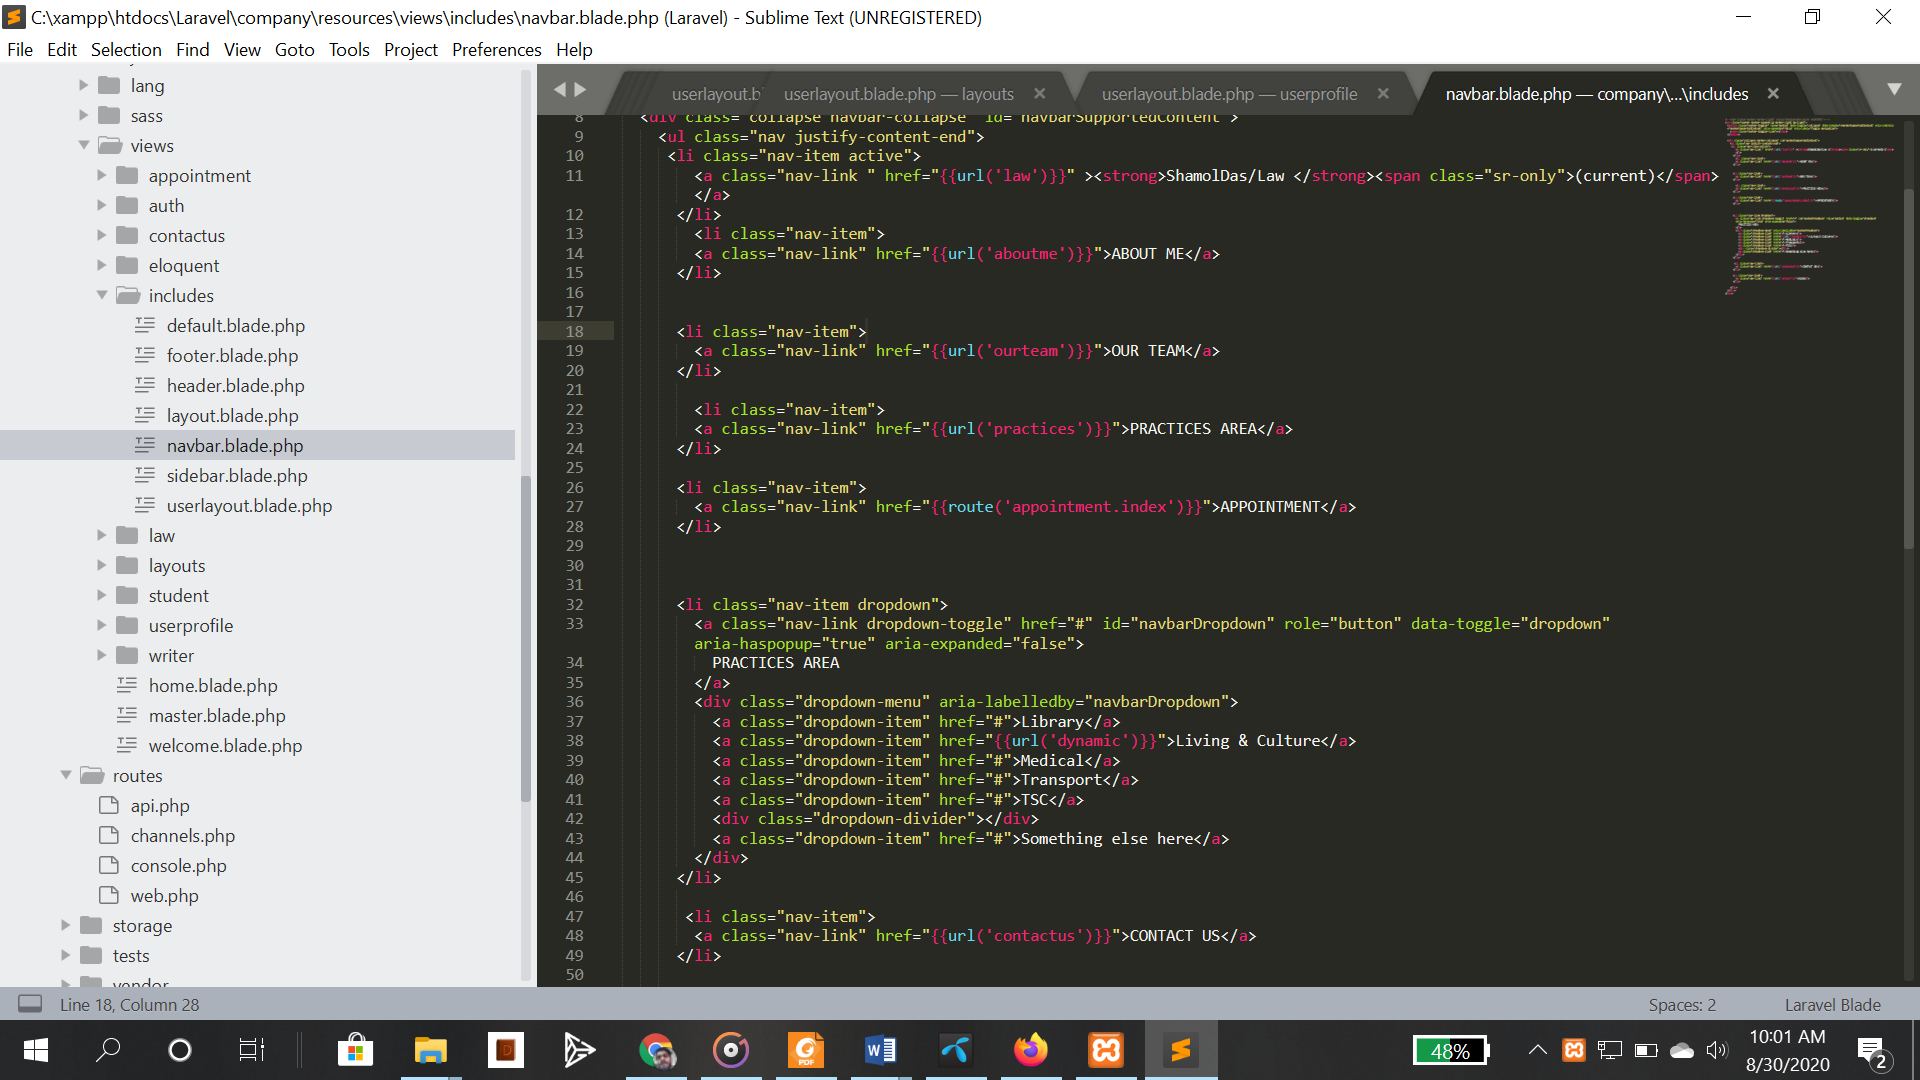 C:\xampp\htdocs\Laravel\company\resources\views\includes\navbar.blade.php (Laravel) - Sublime Text (UNREGISTERED)
File Edit Selection Find View Goto Tools Project Preferences Help
lang
sass
views
appointment
auth
contactus
eloquent
includes
default.blade.php
footer.blade.php
header.blade.php
layout.blade.php
navbar.blade.php
sidebar.blade.php
userlayout.blade.php
law
layouts
student
userprofile
writer
home.blade.php
master.blade.php
welcome.blade.php
routes
api.php
channels.php
console.php
web.php
storage
tests
vendor
userlayout.b userlayout.blade.php — layouts userlayout.blade.php — userprofile navbar.blade.php — company\...\includes
8 <div class="collapse navbar-collapse" id="navbarSupportedContent">
9 <ul class="nav justify-content-end">
10 <li class="nav-item active">
11 <a class="nav-link " href="{{url('law')}}" ><strong>ShamolDas/Law </strong><span class="sr-only">(current)</span>
</a>
12 </li>
13 <li class="nav-item">
14 <a class="nav-link" href="{{url('aboutme')}}">ABOUT ME</a>
15 </li>
16
17
18 <li class="nav-item">
19 <a class="nav-link" href="{{url('ourteam')}}">OUR TEAM</a>
20 </li>
21
22 <li class="nav-item">
23 <a class="nav-link" href="{{url('practices')}}">PRACTICES AREA</a>
24 </li>
25
26 <li class="nav-item">
27 <a class="nav-link" href="{{route('appointment.index')}}">APPOINTMENT</a>
28 </li>
29
30
31
32 <li class="nav-item dropdown">
33 <a class="nav-link dropdown-toggle" href="#" id="navbarDropdown" role="button" data-toggle="dropdown"
aria-haspopup="true" aria-expanded="false">
34 PRACTICES AREA
35 </a>
36 <div class="dropdown-menu" aria-labelledby="navbarDropdown">
37 <a class="dropdown-item" href="#">Library</a>
38 <a class="dropdown-item" href="{{url('dynamic')}}">Living & Culture</a>
39 <a class="dropdown-item" href="#">Medical</a>
40 <a class="dropdown-item" href="#">Transport</a>
41 <a class="dropdown-item" href="#">TSC</a>
42 <div class="dropdown-divider"></div>
43 <a class="dropdown-item" href="#">Something else here</a>
44 </div>
45 </li>
46
47 <li class="nav-item">
48 <a class="nav-link" href="{{url('contactus')}}">CONTACT US</a>
49 </li>
50
Line 18, Column 28 Spaces: 2 Laravel Blade
PDF
48%
10:01 AM
8/30/2020
2